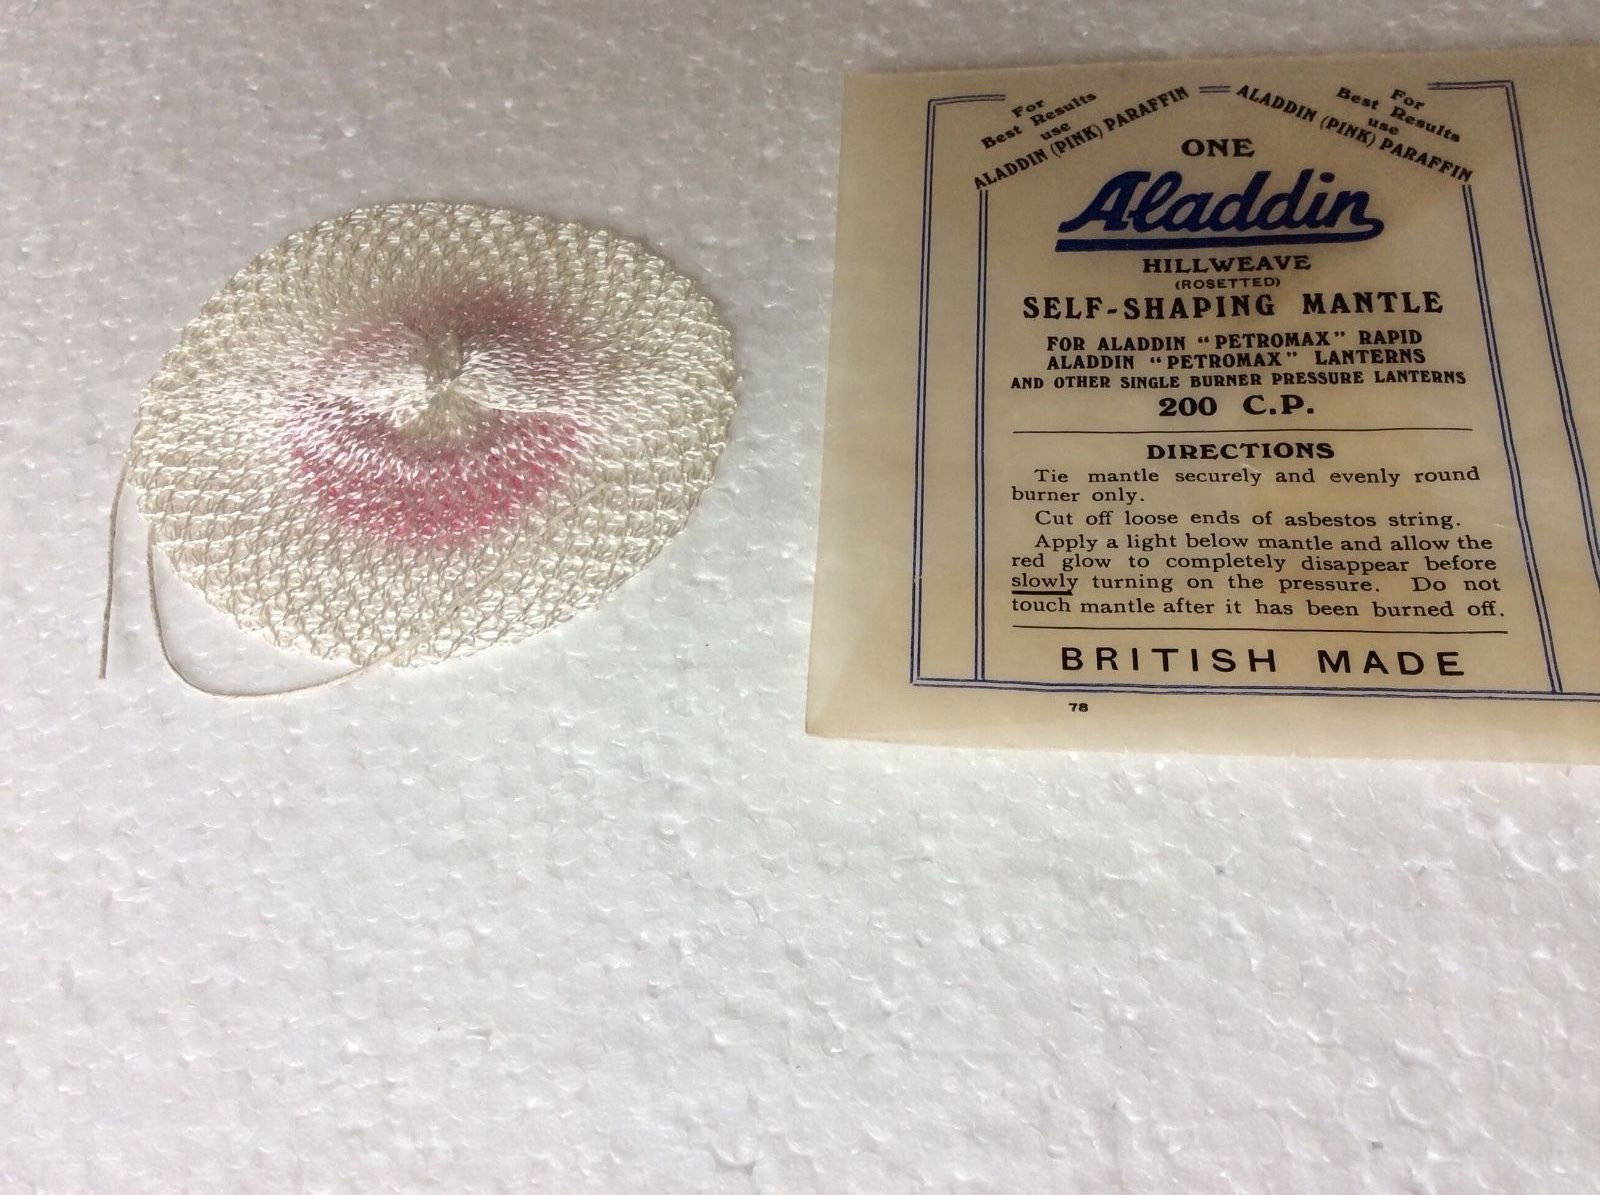 For
Best Results
use
ALADDIN (PINK) PARAFFIN
For
Best Results
use
ALADDIN (PINK) PARAFFIN
ONE
Aladdin
HILLWEAVE
(ROSETTED)
SELF-SHAPING MANTLE
FOR ALADDIN "PETROMAX" RAPID
ALADDIN "PETROMAX" LANTERNS
AND OTHER SINGLE BURNER PRESSURE LANTERNS
200 C.P.
DIRECTIONS
Tie mantle securely and evenly round
burner only.
Cut off loose ends of asbestos string.
Apply a light below mantle and allow the
red glow to completely disappear before
slowly turning on the pressure. Do not
touch mantle after it has been burned off.
BRITISH MADE
78